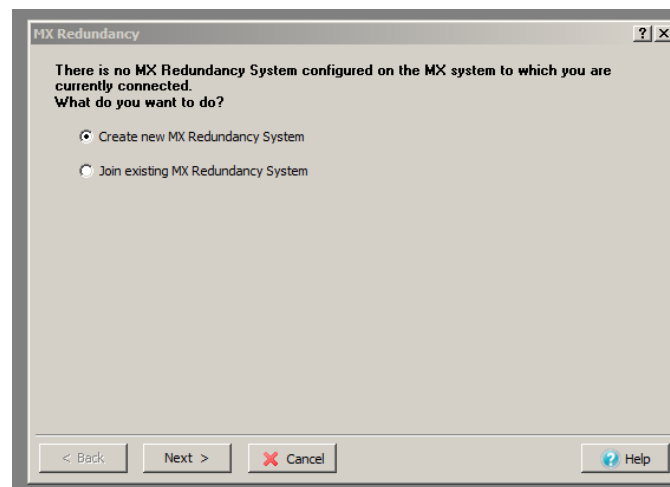 MX Redundancy
? X
There is no MX Redundancy System configured on the MX system to which you are
currently connected.
What do you want to do?
Create new MX Redundancy System
Join existing MX Redundancy System
< Back Next > Cancel ? Help